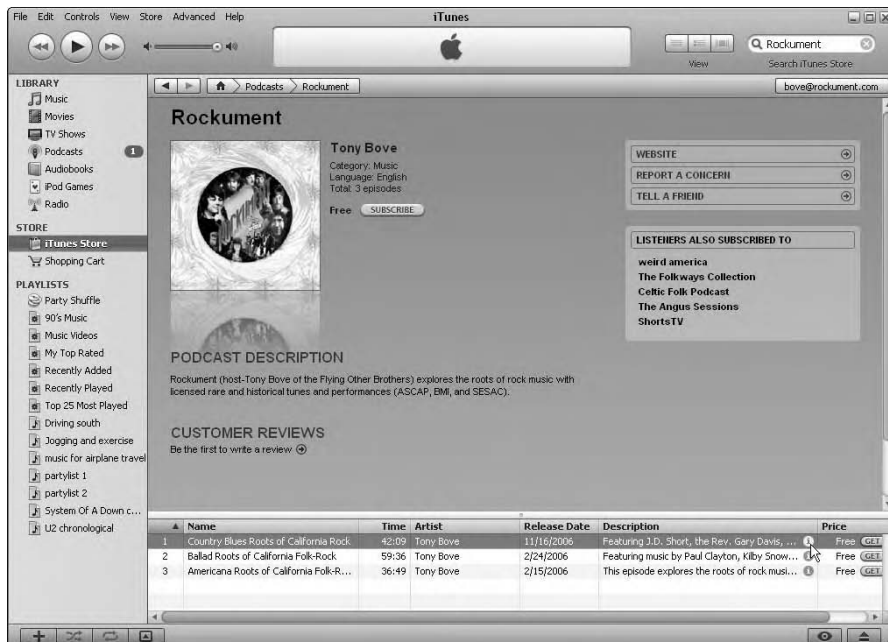 File Edit Controls View Store Advanced Help
iTunes
View
Rockument
Search iTunes Store
LIBRARY
Music
Movies
TV Shows
Podcasts 1
Audiobooks
iPod Games
Radio
STORE
iTunes Store
Shopping Cart
PLAYLISTS
Party Shuffle
90's Music
Music Videos
My Top Rated
Recently Added
Recently Played
Top 25 Most Played
Driving south
Jogging and exercise
music for airplane travel
partylist 1
partylist 2
System Of A Down c...
U2 chronological
Podcasts Rockument
bove@rockument.com
Rockument
Tony Bove
Category: Music
Language: English
Total: 3 episodes
Free SUBSCRIBE
WEBSITE
REPORT A CONCERN
TELL A FRIEND
LISTENERS ALSO SUBSCRIBED TO
weird america
The Folkways Collection
Celtic Folk Podcast
The Angus Sessions
ShortsTV
PODCAST DESCRIPTION
Rockument (host-Tony Bove of the Flying Other Brothers) explores the roots of rock music with
licensed rare and historical tunes and performances (ASCAP, BMI, and SESAC).
CUSTOMER REVIEWS
Be the first to write a review
Name Time Artist Release Date Description Price
1 Country Blues Roots of California Rock 42:09 Tony Bove 11/16/2006 Featuring J.D. Short, the Rev. Gary Davis, ... Free GET
2 Ballad Roots of California Folk-Rock 59:36 Tony Bove 2/24/2006 Featuring music by Paul Clayton, Kilby Snow... Free GET
3 Americana Roots of California Folk-R... 36:49 Tony Bove 2/15/2006 This episode explores the roots of rock musi... Free GET